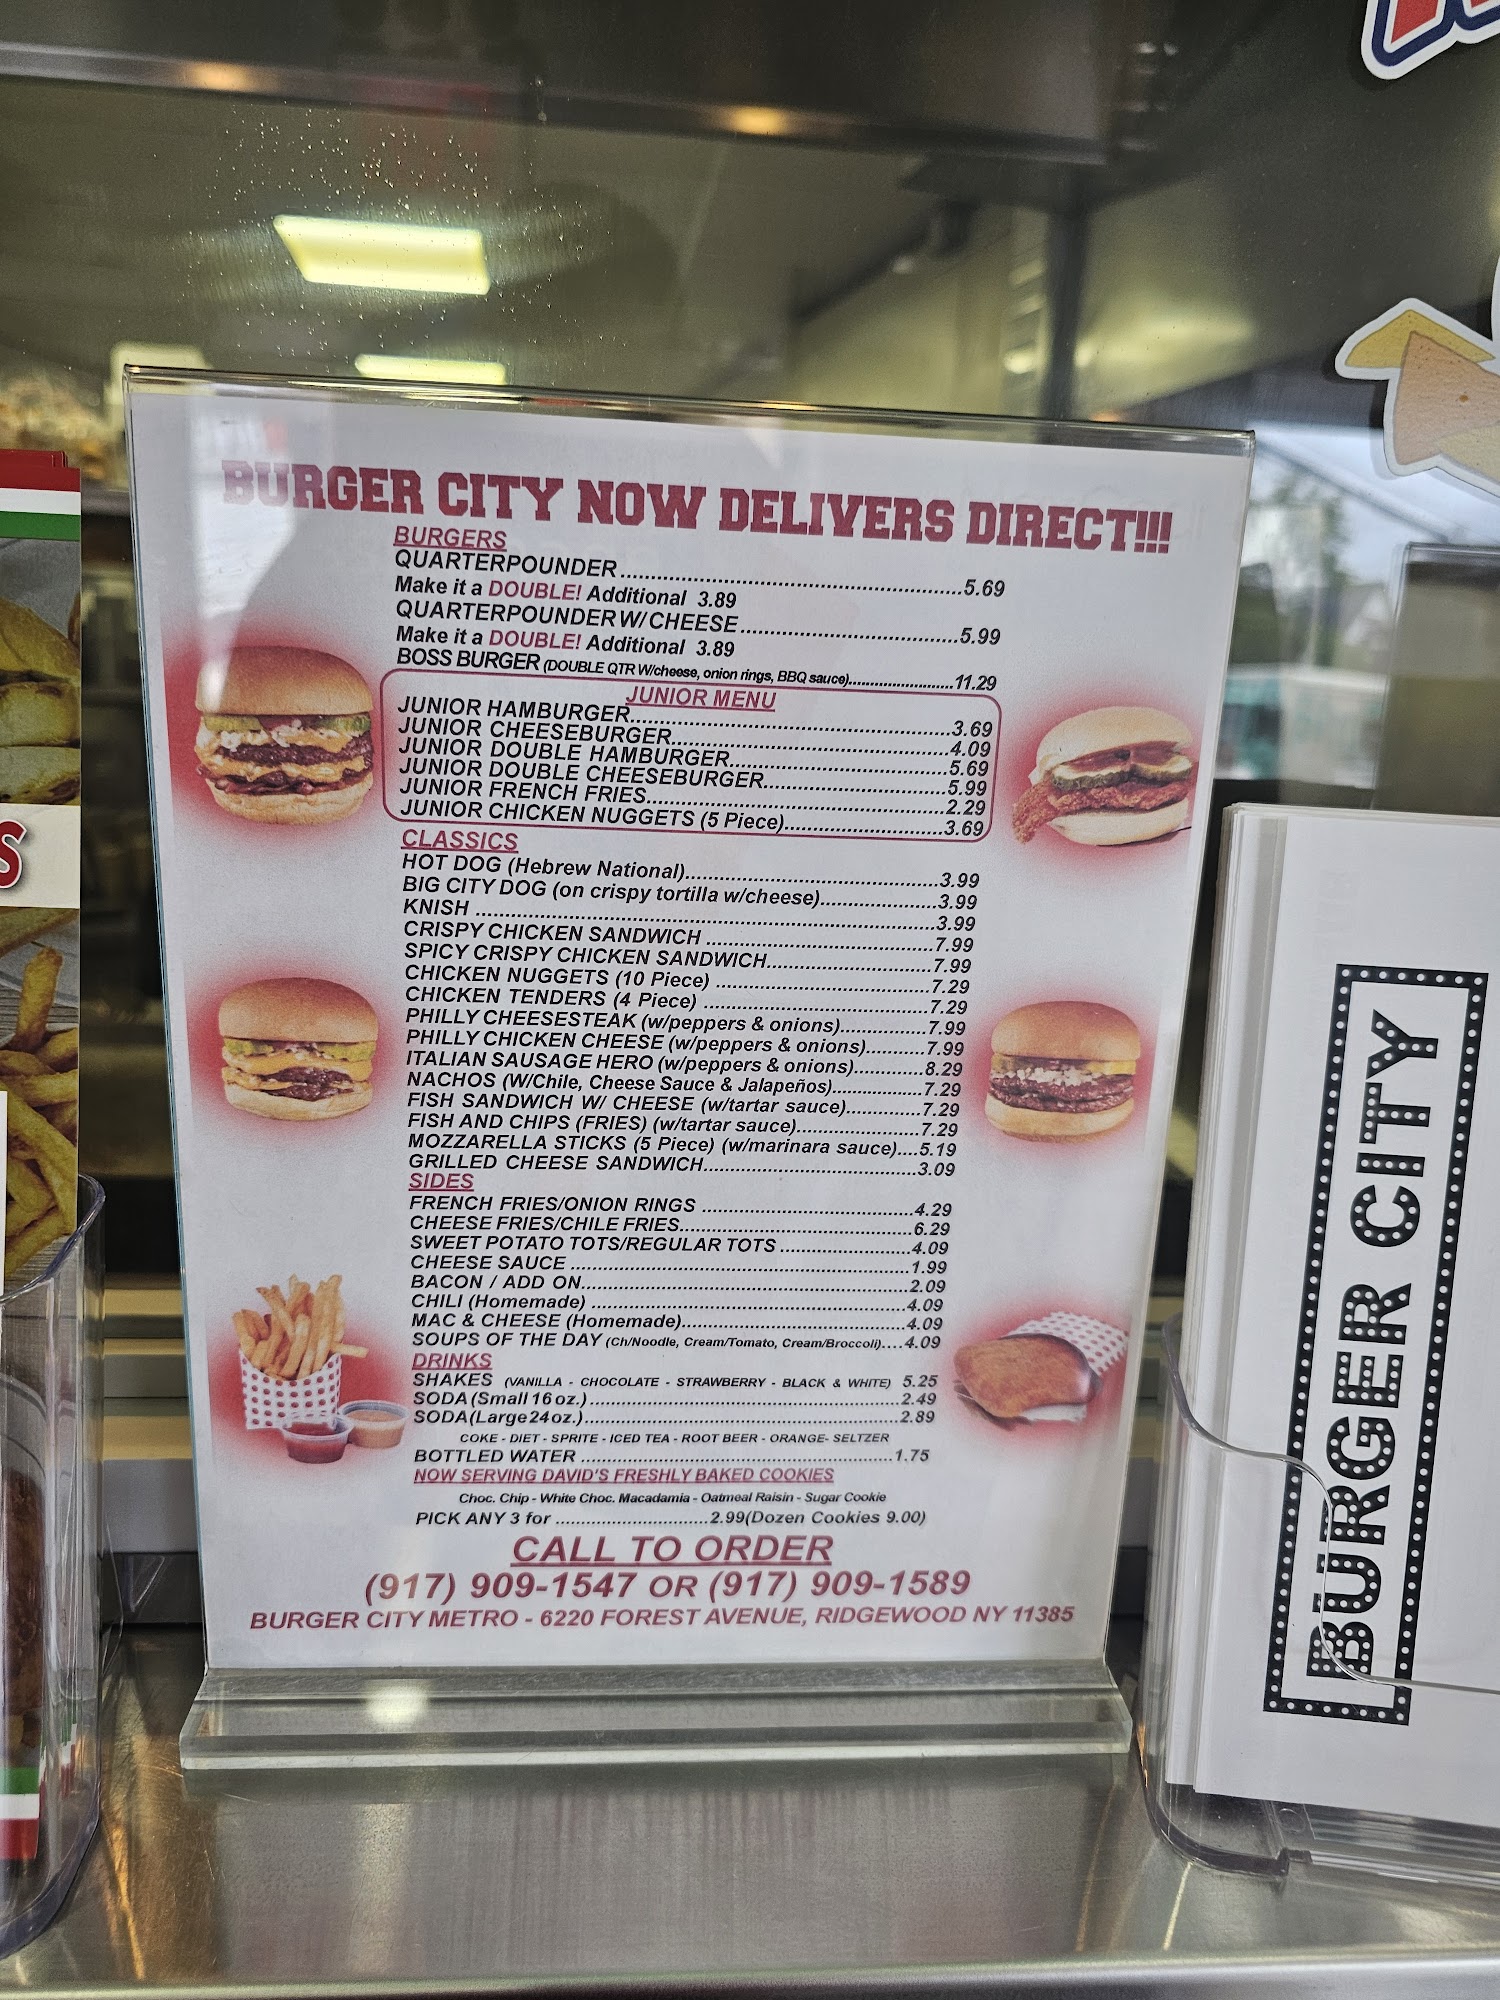 BURGER CITY NOW DELIVERS DIRECT!!!
BURGERS
QUARTERPOUNDER.....5.69
Make it a DOUBLE! Additional 3.89
QUARTERPOUNDER W/ CHEESE.....5.99
Make it a DOUBLE! Additional 3.89
BOSS BURGER (DOUBLE QTR W/cheese, onion rings, BBQ sauce).....11.29
JUNIOR MENU
JUNIOR HAMBURGER.....3.69
JUNIOR CHEESEBURGER.....4.09
JUNIOR DOUBLE HAMBURGER.....5.69
JUNIOR DOUBLE CHEESEBURGER.....5.99
JUNIOR FRENCH FRIES.....2.29
JUNIOR CHICKEN NUGGETS (5 Piece).....3.69
CLASSICS
HOT DOG (Hebrew National).....3.99
BIG CITY DOG (on crispy tortilla w/cheese).....3.99
KNISH .....3.99
CRISPY CHICKEN SANDWICH .....7.99
SPICY CRISPY CHICKEN SANDWICH.....7.99
CHICKEN NUGGETS (10 Piece) .....7.29
CHICKEN TENDERS (4 Piece) .....7.29
PHILLY CHEESESTEAK (w/peppers & onions).....7.99
PHILLY CHICKEN CHEESE (w/peppers & onions).....7.99
ITALIAN SAUSAGE HERO (w/peppers & onions).....8.29
NACHOS (W/Chile, Cheese Sauce & Jalapeños).....7.29
FISH SANDWICH W/ CHEESE (w/tartar sauce).....7.29
FISH AND CHIPS (FRIES) (w/tartar sauce).....7.29
MOZZARELLA STICKS (5 Piece) (w/marinara sauce)....5.19
GRILLED CHEESE SANDWICH.....3.09
SIDES
FRENCH FRIES/ONION RINGS .....4.29
CHEESE FRIES/CHILE FRIES.....6.29
SWEET POTATO TOTS/REGULAR TOTS .....4.09
CHEESE SAUCE .....1.99
BACON / ADD ON.....2.09
CHILI (Homemade) .....4.09
MAC & CHEESE (Homemade).....4.09
SOUPS OF THE DAY (Ch/Noodle, Cream/Tomato, Cream/Broccoli)....4.09
DRINKS
SHAKES (VANILLA - CHOCOLATE - STRAWBERRY - BLACK & WHITE) 5.25
SODA (Small 16 oz.) .....2.49
SODA (Large 24 oz.).....2.89
COKE - DIET - SPRITE - ICED TEA - ROOT BEER - ORANGE- SELTZER
BOTTLED WATER .....1.75
NOW SERVING DAVID'S FRESHLY BAKED COOKIES
Choc. Chip - White Choc. Macadamia - Oatmeal Raisin - Sugar Cookie
PICK ANY 3 for .....2.99(Dozen Cookies 9.00)
CALL TO ORDER
(917) 909-1547 OR (917) 909-1589
BURGER CITY METRO - 6220 FOREST AVENUE, RIDGEWOOD NY 11385
BURGER CITY
S